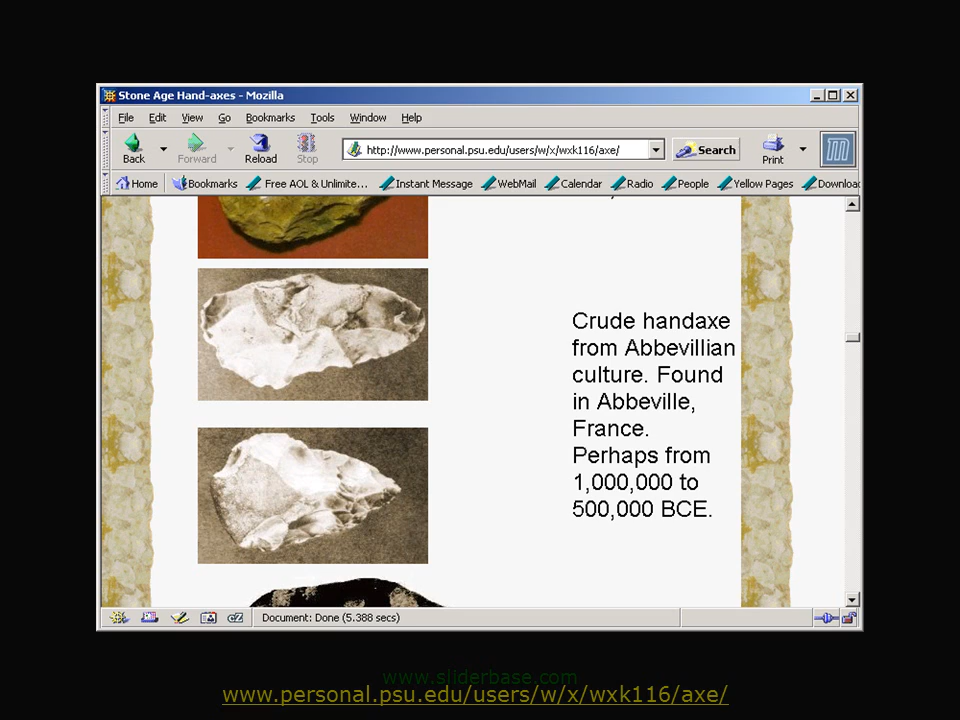 Stone Age Hand-axes - Mozilla
File Edit View Go Bookmarks Tools Window Help
Back Forward Reload Stop http://www.personal.psu.edu/users/w/x/wxk116/axe/ Search Print
Home Bookmarks Free AOL & Unlimite... Instant Message WebMail Calendar Radio People Yellow Pages Download
Crude handaxe
from Abbevillian
culture. Found
in Abbeville,
France.
Perhaps from
1,000,000 to
500,000 BCE.
Document: Done (5.388 secs)
www.sliderbase.com
www.personal.psu.edu/users/w/x/wxk116/axe/